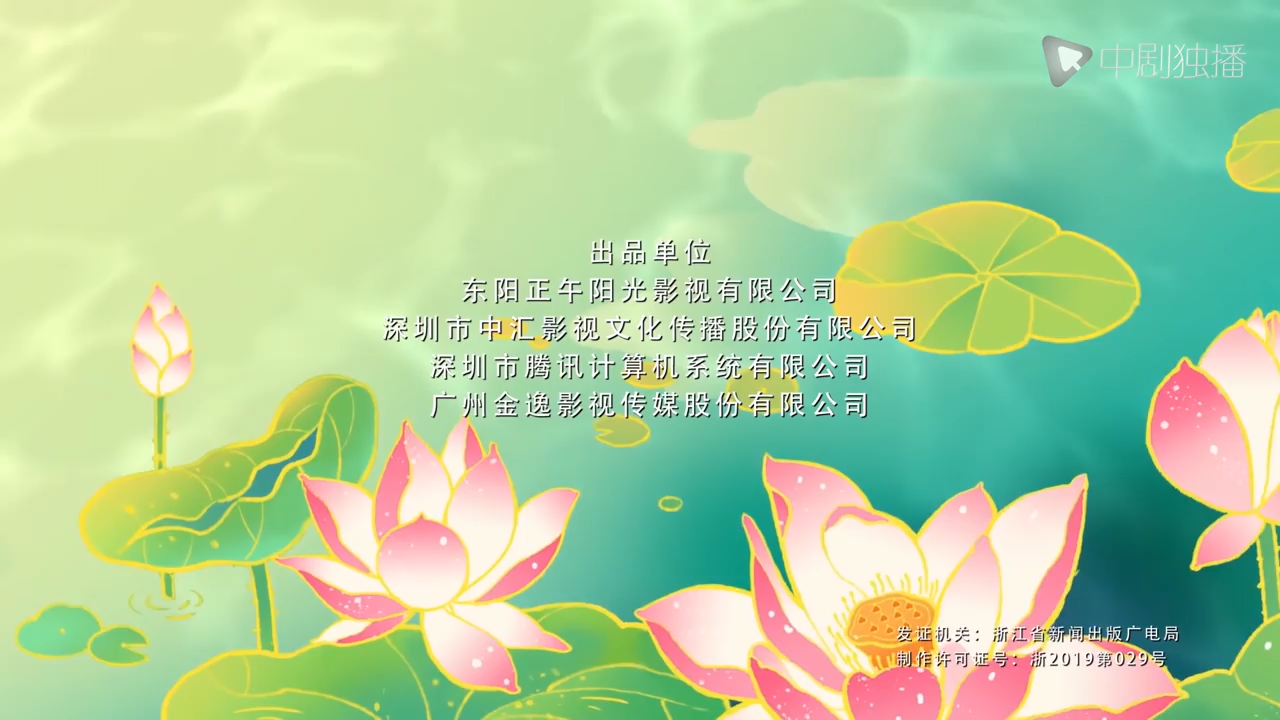 中剧独播
出品单位
东阳正午阳光影视有限公司
深圳市中汇影视文化传播股份有限公司
深圳市腾讯计算机系统有限公司
广州金逸影视传媒股份有限公司
发证机关：浙江省新闻出版广电局
制作许可证号：浙2019第029号